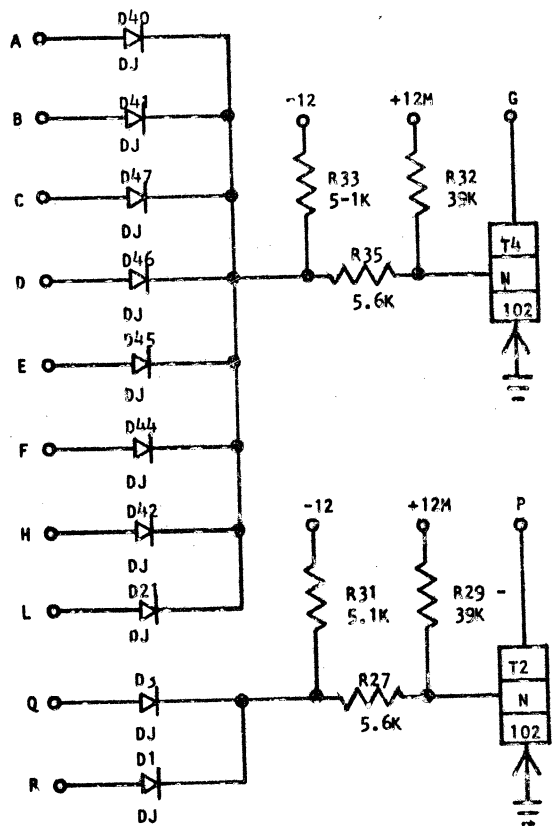 D40
A
DJ
D41
B
DJ
D47
C
DJ
D46
D
DJ
D45
E
DJ
D44
F
DJ
D42
H
DJ
D21
L
DJ
-12
+12M
G
R33
5-1K
R32
39K
R35
5.6K
T4
N
102
D3
Q
DJ
D1
R
DJ
-12
+12M
P
R31
5.1K
R29 -
39K
R27
5.6K
T2
N
102